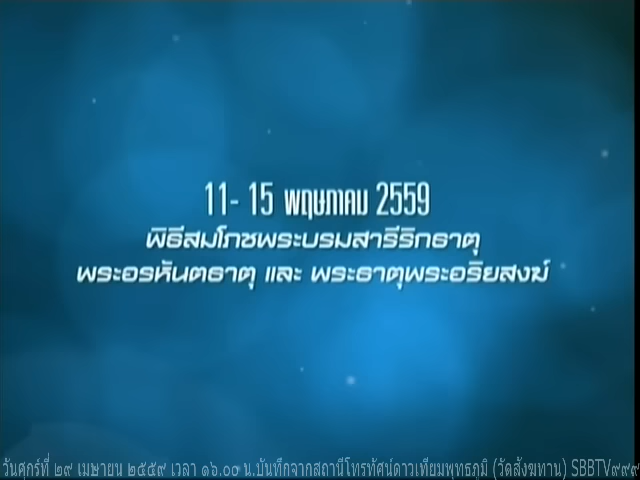 11- 15 พฤษภาคม 2559
พิธีสมโภชพระบรมสารีริกธาตุ
พระอรหันตธาตุ และ พระธาตุพระอริยสงฆ์
วันศุกร์ที่ ๒๙ เมษายน ๒๕๕๙ เวลา ๑๖.๐๐ น.บันทึกจากสถานีโทรทัศน์ดาวเทียมพุทธภูมิ (วัดสังฆทาน) SBBTV๙๙๙